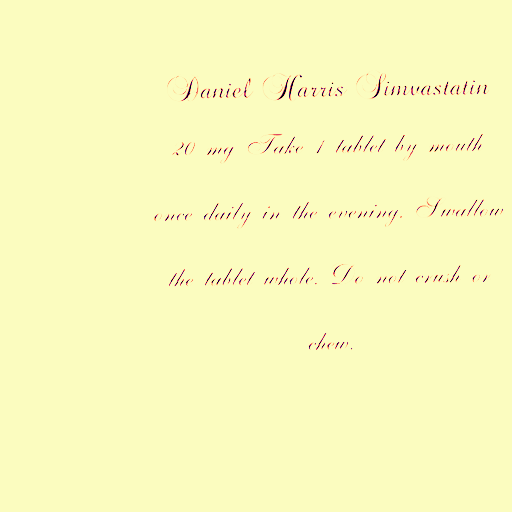 Daniel Harris Simvastatin
20 mg Take 1 tablet by mouth
once daily in the evening. Swallow
the tablet whole. Do not crush or
chew.